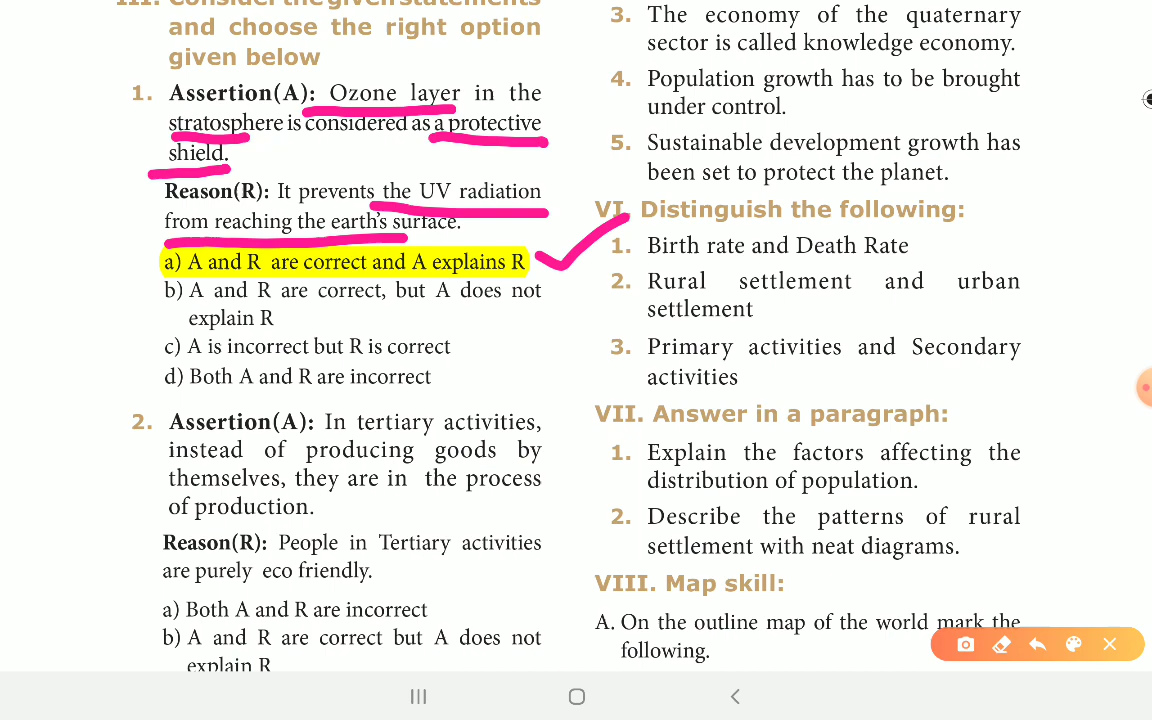 III. Consider the given statements
and choose the right option
given below
1. Assertion(A): Ozone layer in the
stratosphere is considered as a protective
shield.
Reason(R): It prevents the UV radiation
from reaching the earth's surface.
a) A and R are correct and A explains R
b) A and R are correct, but A does not
explain R
c) A is incorrect but R is correct
d) Both A and R are incorrect
2. Assertion(A): In tertiary activities,
instead of producing goods by
themselves, they are in the process
of production.
Reason(R): People in Tertiary activities
are purely eco friendly.
a) Both A and R are incorrect
b) A and R are correct but A does not
explain R
3. The economy of the quaternary
sector is called knowledge economy.
4. Population growth has to be brought
under control.
5. Sustainable development growth has
been set to protect the planet.
VI. Distinguish the following:
1. Birth rate and Death Rate
2. Rural settlement and urban
settlement
3. Primary activities and Secondary
activities
VII. Answer in a paragraph:
1. Explain the factors affecting the
distribution of population.
2. Describe the patterns of rural
settlement with neat diagrams.
VIII. Map skill:
A. On the outline map of the world mark the
following.